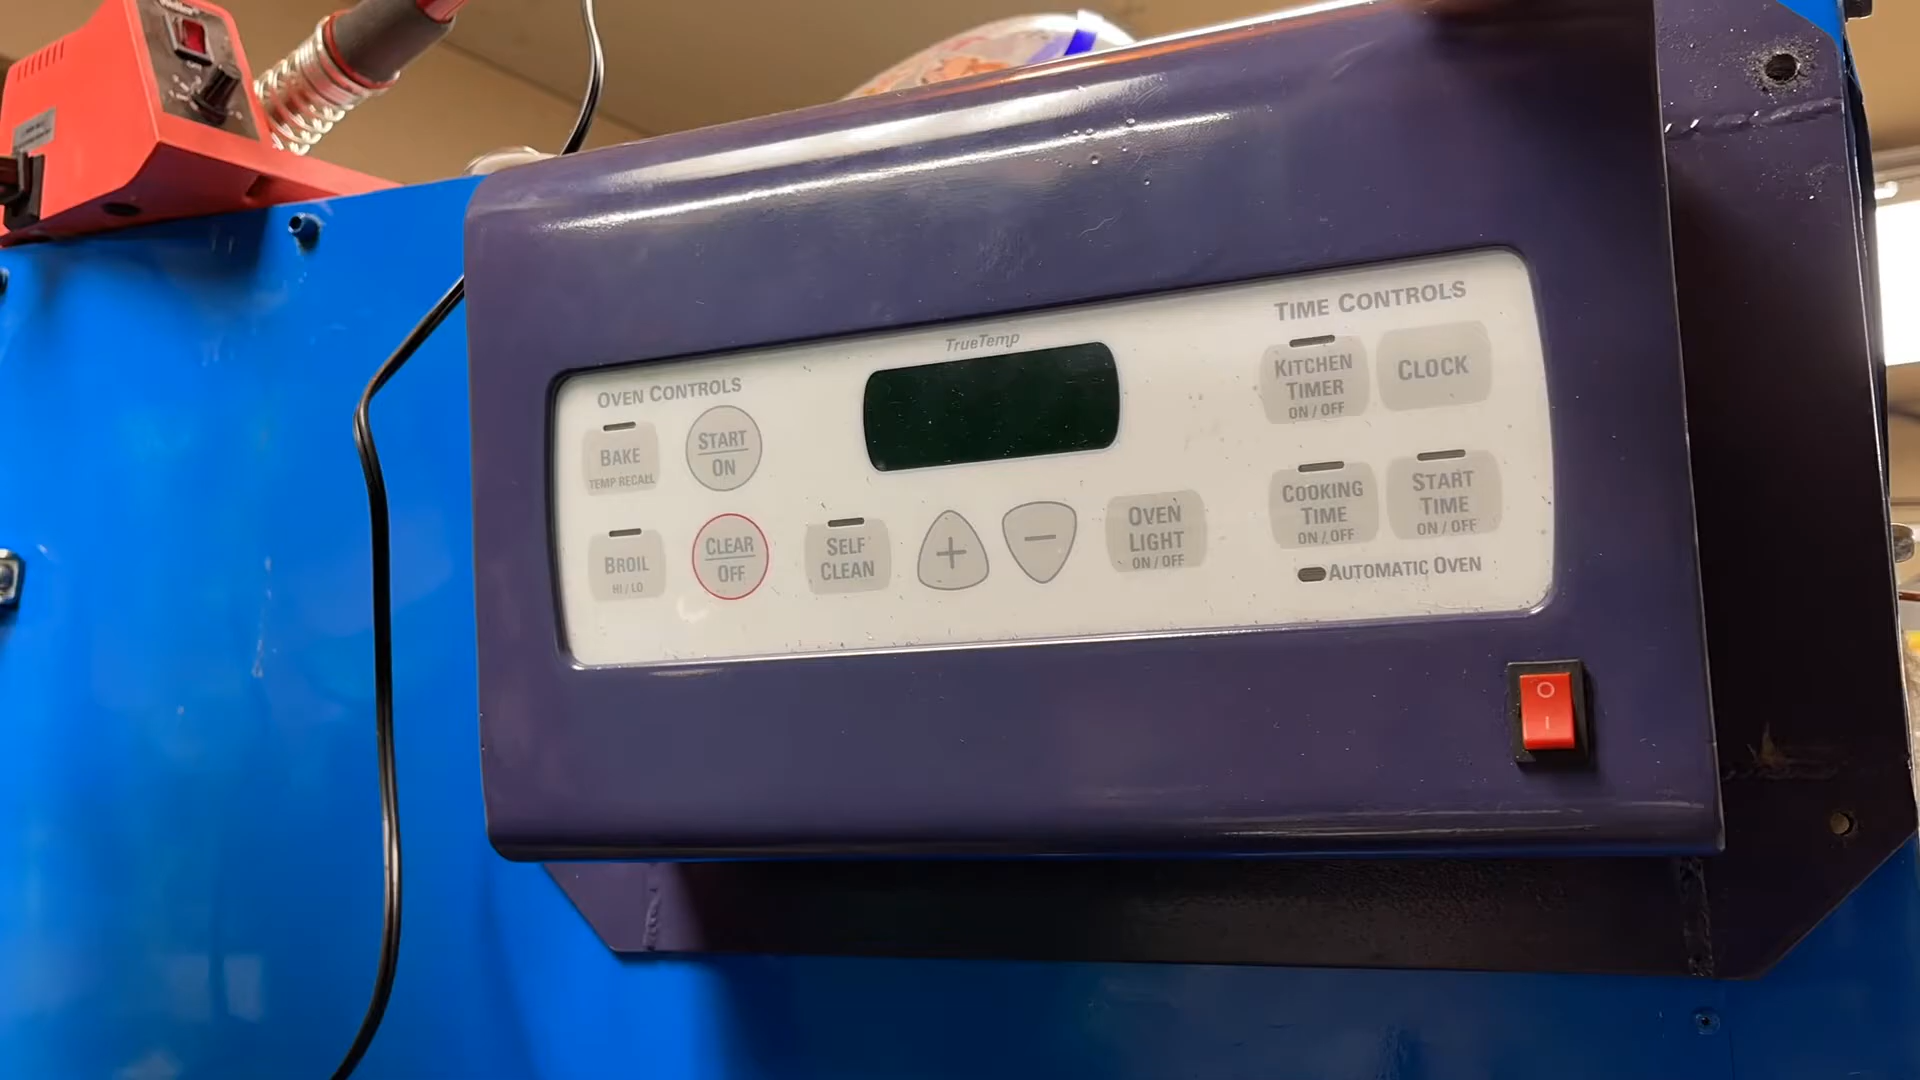 TrueTemp
OVEN CONTROLS
BAKE
TEMP RECALL
START
ON
BROIL
HI / LO
CLEAR
OFF
SELF
CLEAN
+
−
OVEN
LIGHT
ON / OFF
TIME CONTROLS
KITCHEN
TIMER
ON / OFF
CLOCK
COOKING
TIME
ON / OFF
START
TIME
ON / OFF
AUTOMATIC OVEN
O
I